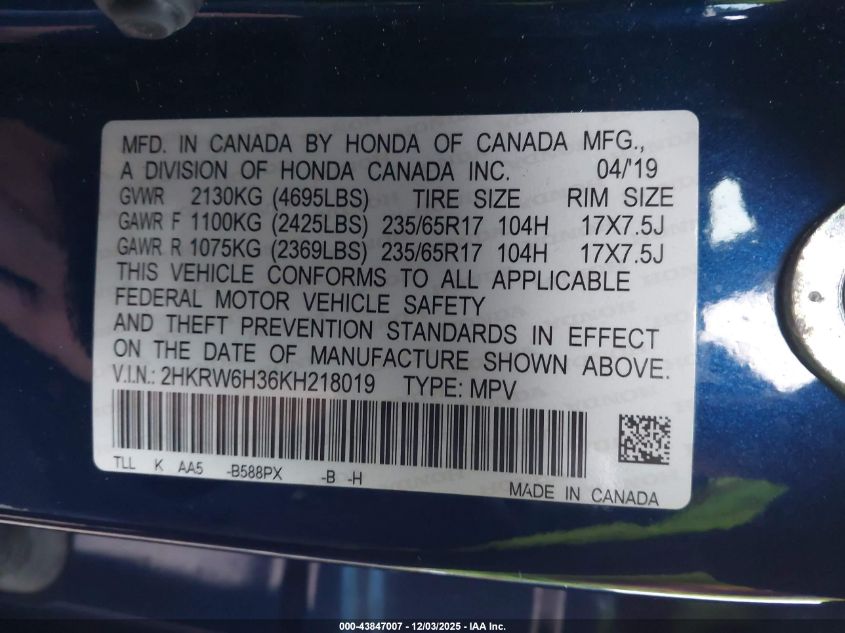 MFD. IN CANADA BY HONDA OF CANADA MFG.,
A DIVISION OF HONDA CANADA INC. 04/'19
GVWR 2130KG (4695LBS) TIRE SIZE RIM SIZE
GAWR F 1100KG (2425LBS) 235/65R17 104H 17X7.5J
GAWR R 1075KG (2369LBS) 235/65R17 104H 17X7.5J
THIS VEHICLE CONFORMS TO ALL APPLICABLE
FEDERAL MOTOR VEHICLE SAFETY
AND THEFT PREVENTION STANDARDS IN EFFECT
ON THE DATE OF MANUFACTURE SHOWN ABOVE.
V.I.N.: 2HKRW6H36KH218019 TYPE: MPV
TLL K AA5 -B588PX -B -H
MADE IN CANADA
000-43847007 - 12/03/2025 - IAA Inc.